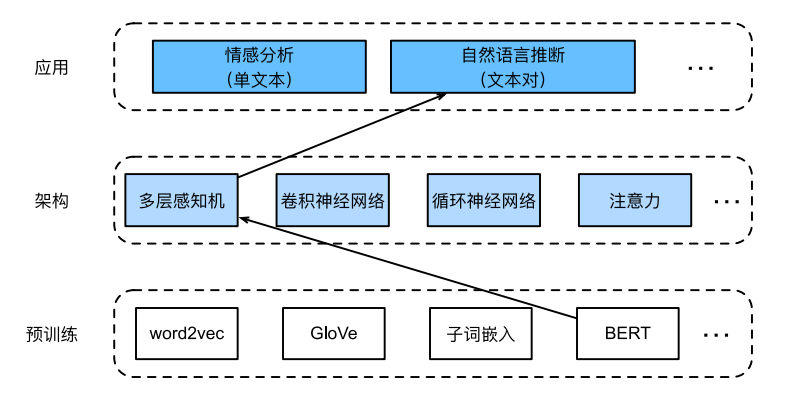 应用
情感分析
(单文本)
自然语言推断
(文本对)
...
架构
多层感知机
卷积神经网络
循环神经网络
注意力
...
预训练
word2vec
GloVe
子词嵌入
BERT
...